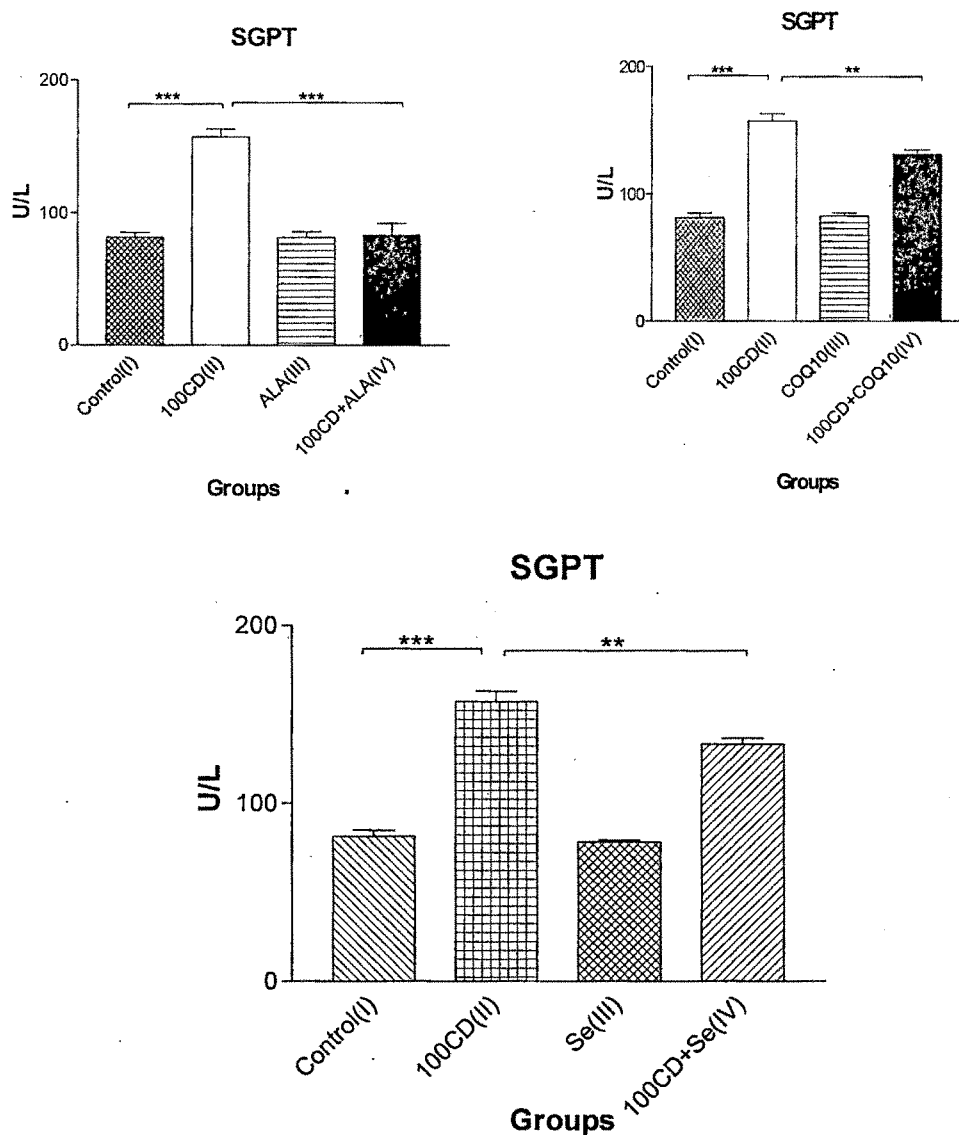 SGPT
200
***
***
U/L
100
0
Control(I)
100CD(II)
ALA(III)
100CD+ALA(IV)
Groups
SGPT
200
***
**
U/L
100
0
Control(I)
100CD(II)
COQ10(III)
100CD+COQ10(IV)
Groups
SGPT
200
***
**
U/L
100
0
Control(I)
100CD(II)
Se(III)
100CD+Se(IV)
Groups